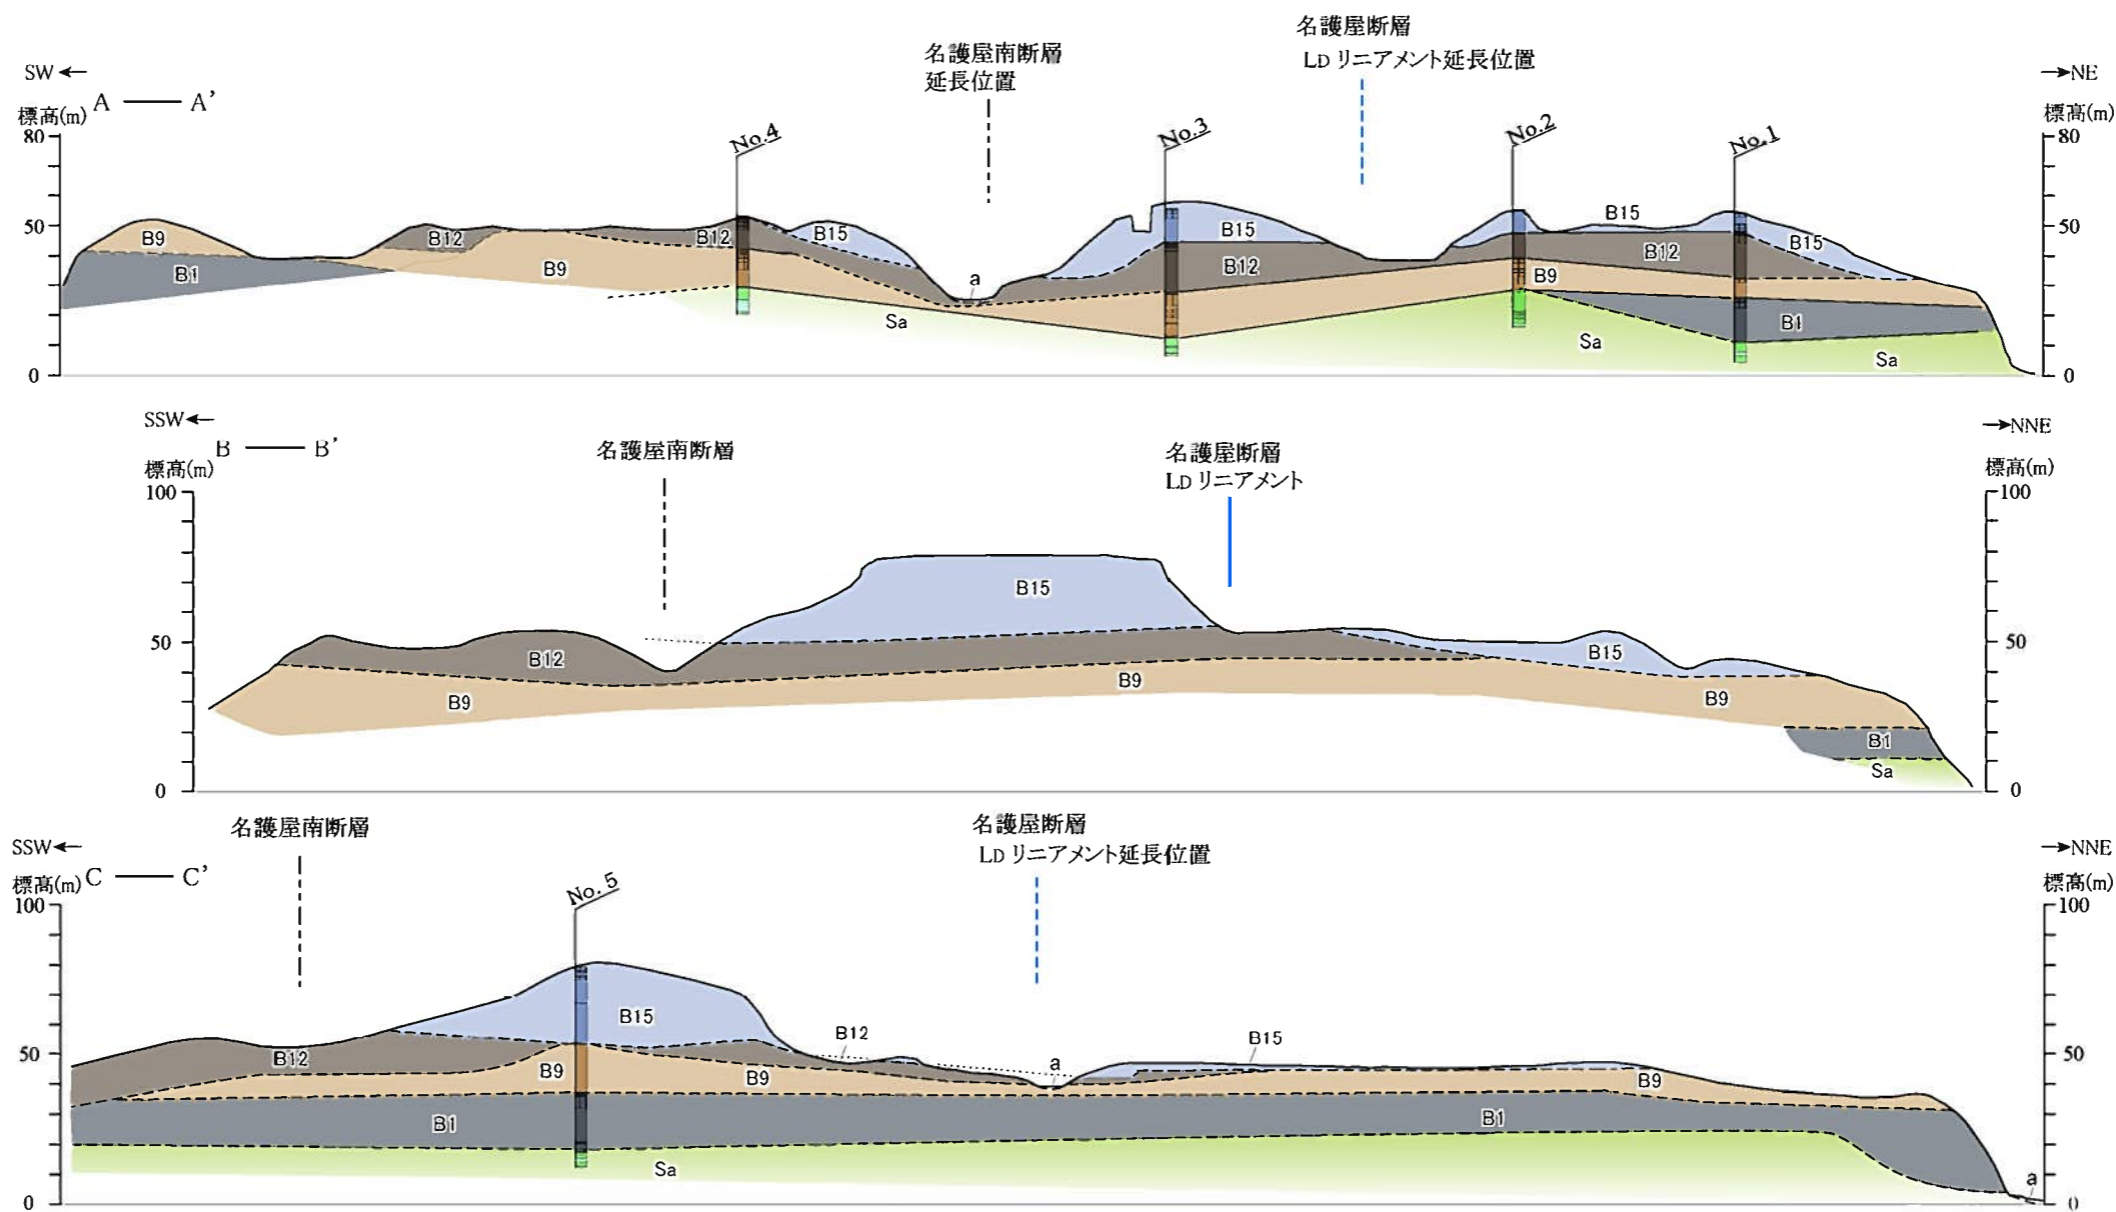 名護屋断層
LD リニアメント延長位置
名護屋南断層
延長位置
SW←
→NE
A —— A'
標高(m)
標高(m)
80
80
No.4
No.3
No.2
No.1
50
50
B9
B1
B12
B9
B12
B15
a
B15
B12
B15
B12
B15
B9
B1
Sa
Sa
Sa
0
0
SSW←
→NNE
B —— B'
名護屋南断層
名護屋断層
LD リニアメント
標高(m)
標高(m)
100
100
B15
50
50
B12
B15
B9
B9
B9
B1
Sa
0
0
名護屋南断層
名護屋断層
LD リニアメント延長位置
SSW←
→NNE
C —— C'
標高(m)
標高(m)
No. 5
100
100
B15
B12
B15
50
50
B12
a
B9
B9
B9
B1
B1
Sa
a
0
0